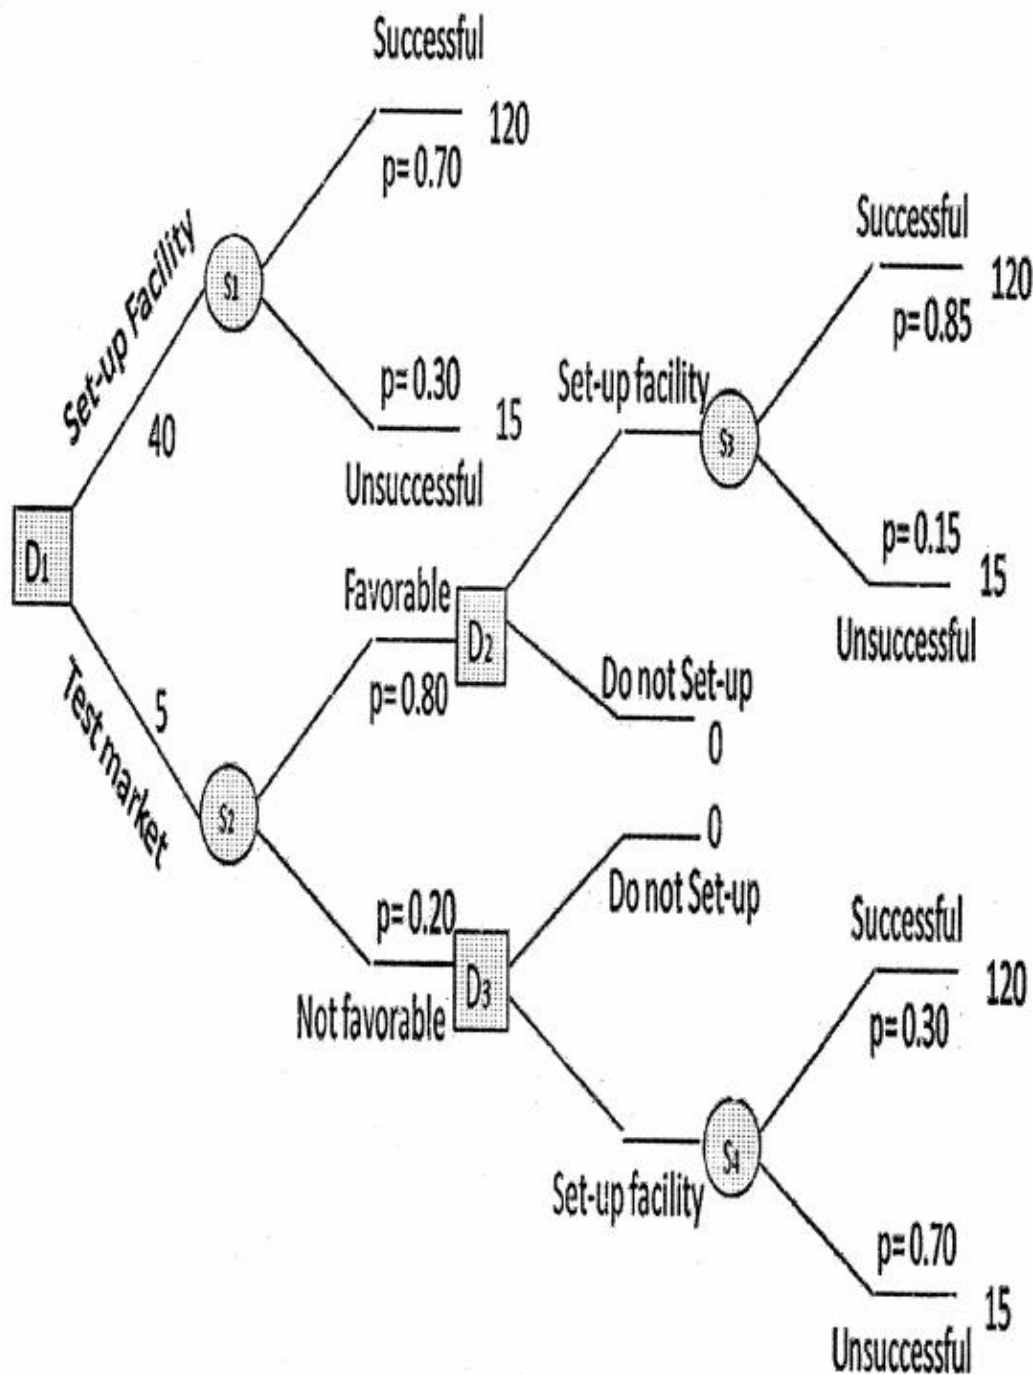 Successful
120
p= 0.70
Set-up Facility
S1
40
p= 0.30
15
Unsuccessful
D1
Test market
5
S2
Favorable
p= 0.80
D2
Set-up facility
S3
Successful
120
p= 0.85
p= 0.15
15
Unsuccessful
Do not Set-up
0
0
Do not Set-up
p= 0.20
Not favorable
D3
Set-up facility
S4
Successful
120
p= 0.30
p= 0.70
15
Unsuccessful